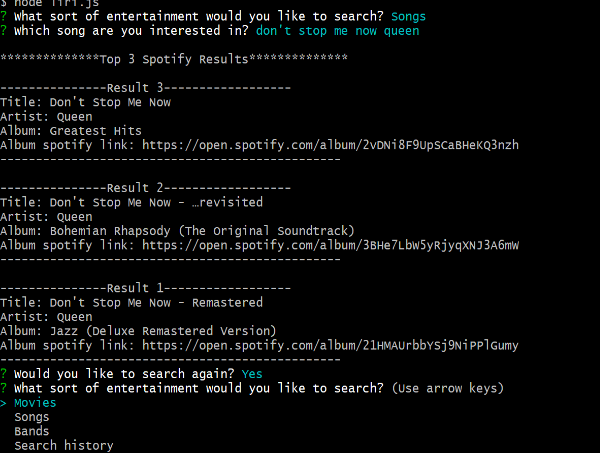 $ node liri.js
? What sort of entertainment would you like to search? Songs
? which song are you interested in? don't stop me now queen
**************Top 3 Spotify Results**************
---------------Result 3------------------
Title: Don't Stop Me Now
Artist: Queen
Album: Greatest Hits
Album spotify link: https://open.spotify.com/album/2vDNi8F9UpSCaBHeKQ3nzh
------------------------------------------------
---------------Result 2------------------
Title: Don't Stop Me Now - …revisited
Artist: Queen
Album: Bohemian Rhapsody (The Original Soundtrack)
Album spotify link: https://open.spotify.com/album/3BHe7LbW5yRjyqXNJ3A6mW
------------------------------------------------
---------------Result 1------------------
Title: Don't Stop Me Now - Remastered
Artist: Queen
Album: Jazz (Deluxe Remastered Version)
Album spotify link: https://open.spotify.com/album/21HMAUrbbYSj9NiPPlGumy
------------------------------------------------
? Would you like to search again? Yes
? What sort of entertainment would you like to search? (Use arrow keys)
> Movies
Songs
Bands
Search history